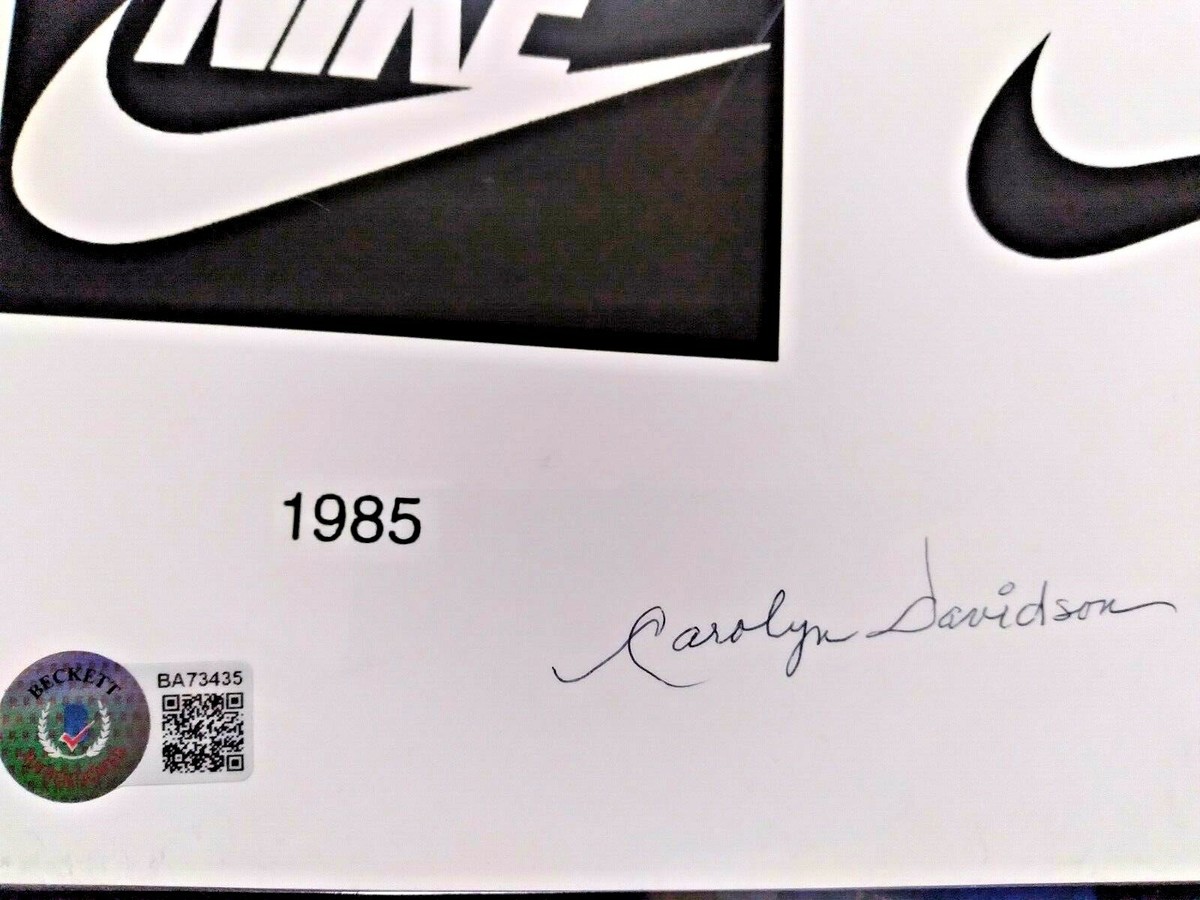 NIKE
1985
Carolyn Davidson
BECKETT
BA73435